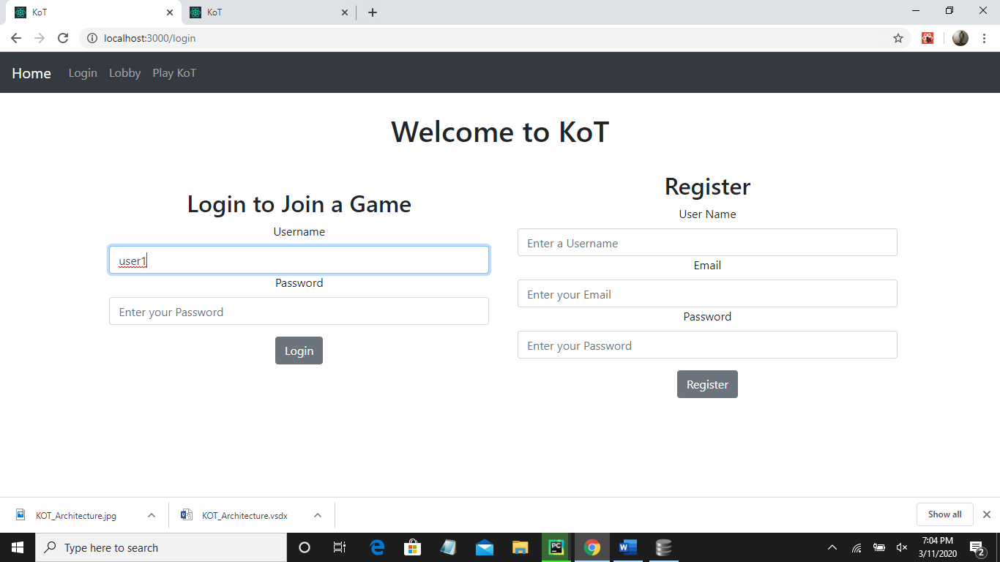 KoT
KoT
localhost:3000/login
Home Login Lobby Play KoT
Welcome to KoT
Login to Join a Game
Username
user1
Password
Enter your Password
Login
Register
User Name
Enter a Username
Email
Enter your Email
Password
Enter your Password
Register
KOT_Architecture.jpg
KOT_Architecture.vsdx
Show all
Type here to search
PC
7:04 PM
3/11/2020
2